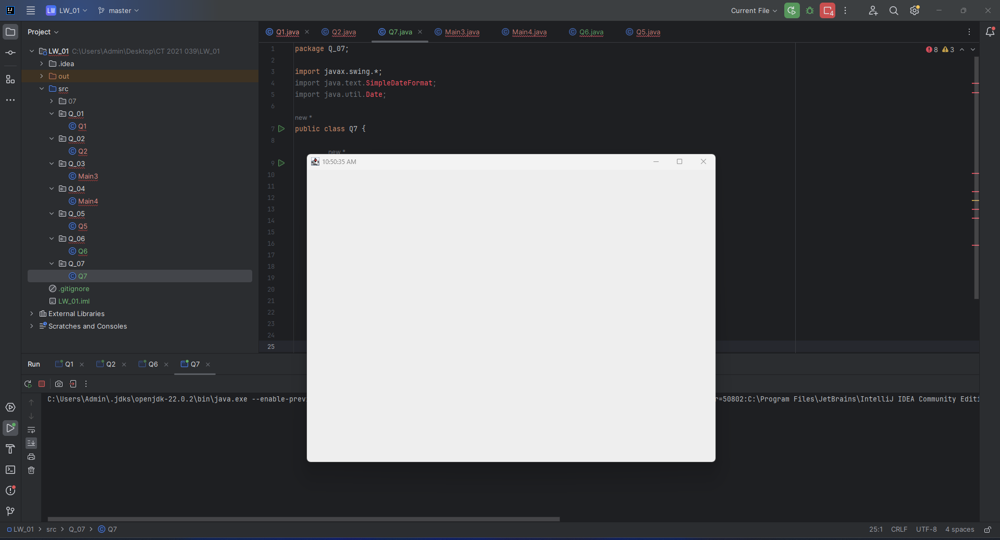 LW LW_01 master Current File 4
Project
LW_01 C:\Users\Admin\Desktop\CT 2021 039\LW_01
.idea
out
src
07
Q_01
Q1
Q_02
Q2
Q_03
Main3
Q_04
Main4
Q_05
Q5
Q_06
Q6
Q_07
Q7
.gitignore
LW_01.iml
External Libraries
Scratches and Consoles
Q1.java Q2.java Q7.java Main3.java Main4.java Q6.java Q5.java
8 3
1 package Q_07;
2
3 import javax.swing.*;
4 import java.text.SimpleDateFormat;
5 import java.util.Date;
6
new *
7 public class Q7 {
8
new *
9
10
11
12
13
14
15
16
17
18
19
20
21
22
23
24
25
10:50:35 AM
Run Q1 Q2 Q6 Q7
C:\Users\Admin\.jdks\openjdk-22.0.2\bin\java.exe --enable-prev
=50802:C:\Program Files\JetBrains\IntelliJ IDEA Community Editi
LW_01 > src > Q_07 > Q7
25:1 CRLF UTF-8 4 spaces